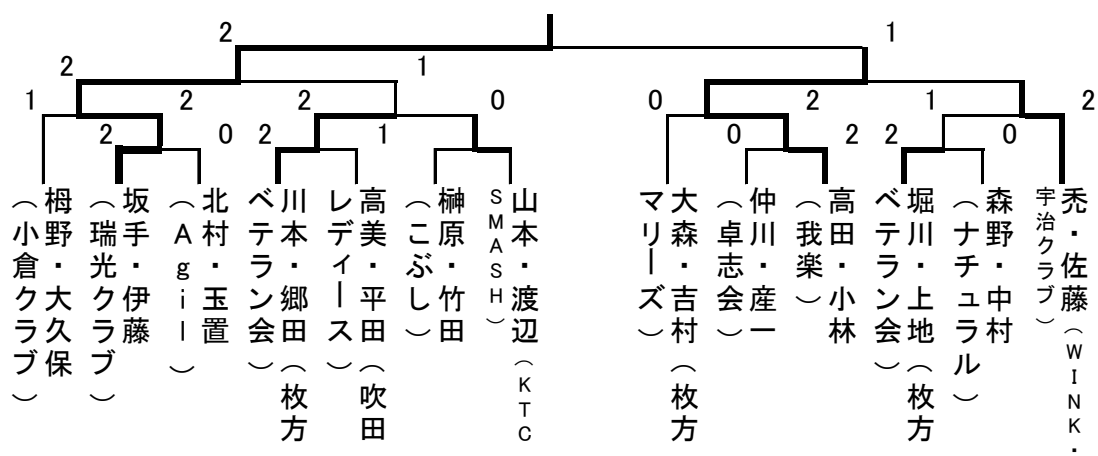 2
1
2
1
1
2
2
0
0
2
1
2
2
0
2
1
0
2
2
0
栂野・大久保
（小倉クラブ）
坂手・伊藤
（瑞光クラブ）
北村・玉置
（Ａｇｉｌ）
川本・郷田（枚方
ベテラン会）
高美・平田（吹田
レディース）
榊原・竹田
（こぶし）
山本・渡辺（ＫＴＣ
ＳＭＡＳＨ）
大森・吉村（枚方
マリーズ）
仲川・産一
（卓志会）
高田・小林
（我楽）
堀川・上地（枚方
ベテラン会）
森野・中村
（ナチュラル）
禿・佐藤（ＷＩＮＫ・
宇治クラブ）